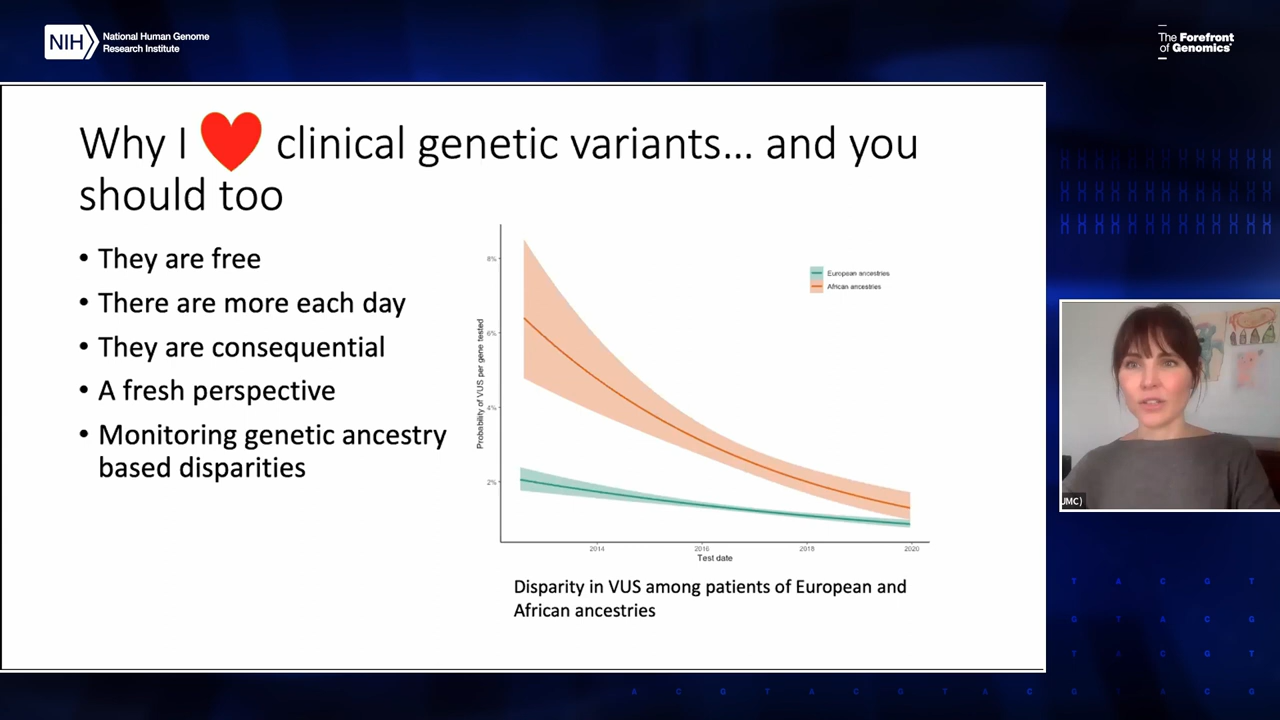 NIH
National Human Genome
Research Institute
The Forefront
of Genomics®
Why I clinical genetic variants... and you
should too
• They are free
• There are more each day
• They are consequential
• A fresh perspective
• Monitoring genetic ancestry
based disparities
8%
6%
4%
2%
Probability of VUS per gene tested
European ancestries
African ancestries
2014
2016
2018
2020
Test date
Disparity in VUS among patients of European and
African ancestries
JMC)
T A C G T
G T A C G
T A C G T
A C G T A C G T A C G T A C G